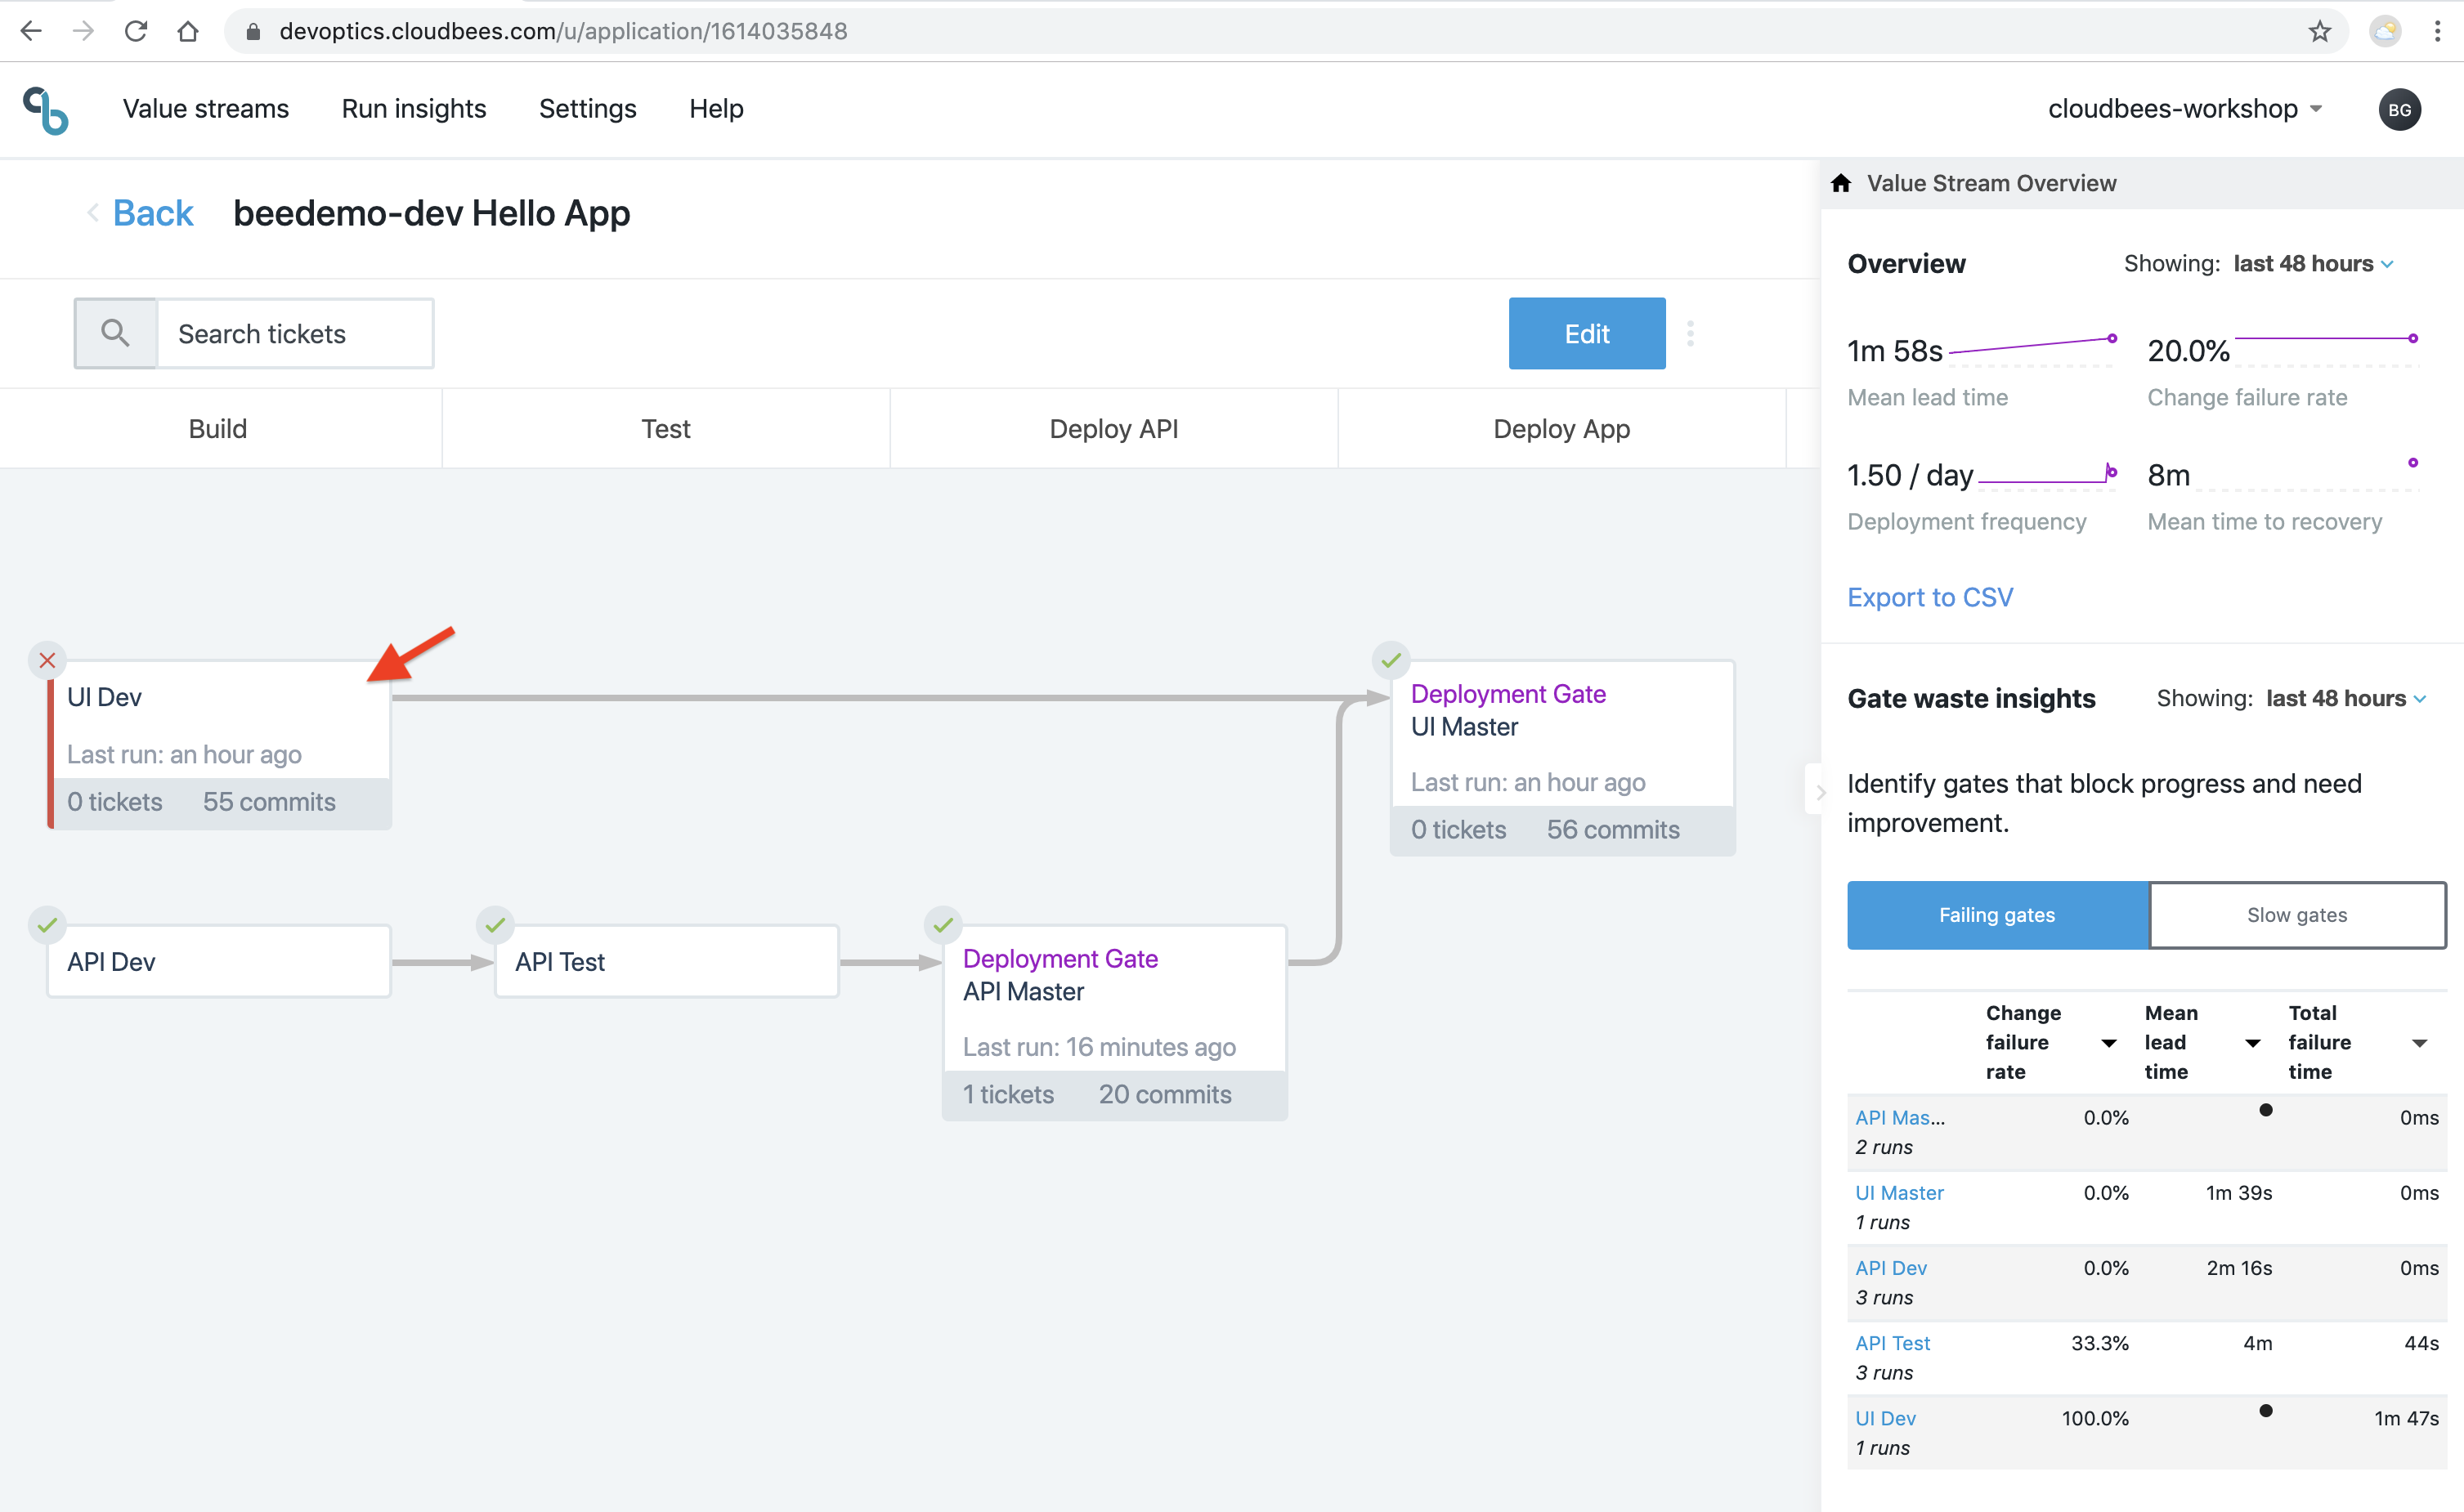 devoptics.cloudbees.com/u/application/1614035848
Value streams Run insights Settings Help cloudbees-workshop BG
Back beedemo-dev Hello App
Search tickets Edit
Build Test Deploy API Deploy App
UI Dev
Last run: an hour ago
0 tickets 55 commits
Deployment Gate
UI Master
Last run: an hour ago
0 tickets 56 commits
API Dev
API Test
Deployment Gate
API Master
Last run: 16 minutes ago
1 tickets 20 commits
Value Stream Overview
Overview Showing: last 48 hours
1m 58s 20.0%
Mean lead time Change failure rate
1.50 / day 8m
Deployment frequency Mean time to recovery
Export to CSV
Gate waste insights Showing: last 48 hours
Identify gates that block progress and need
improvement.
Failing gates Slow gates
Change Mean Total
failure lead failure
rate time time
API Mas... 0.0% 0ms
2 runs
UI Master 0.0% 1m 39s 0ms
1 runs
API Dev 0.0% 2m 16s 0ms
3 runs
API Test 33.3% 4m 44s
3 runs
UI Dev 100.0% 1m 47s
1 runs